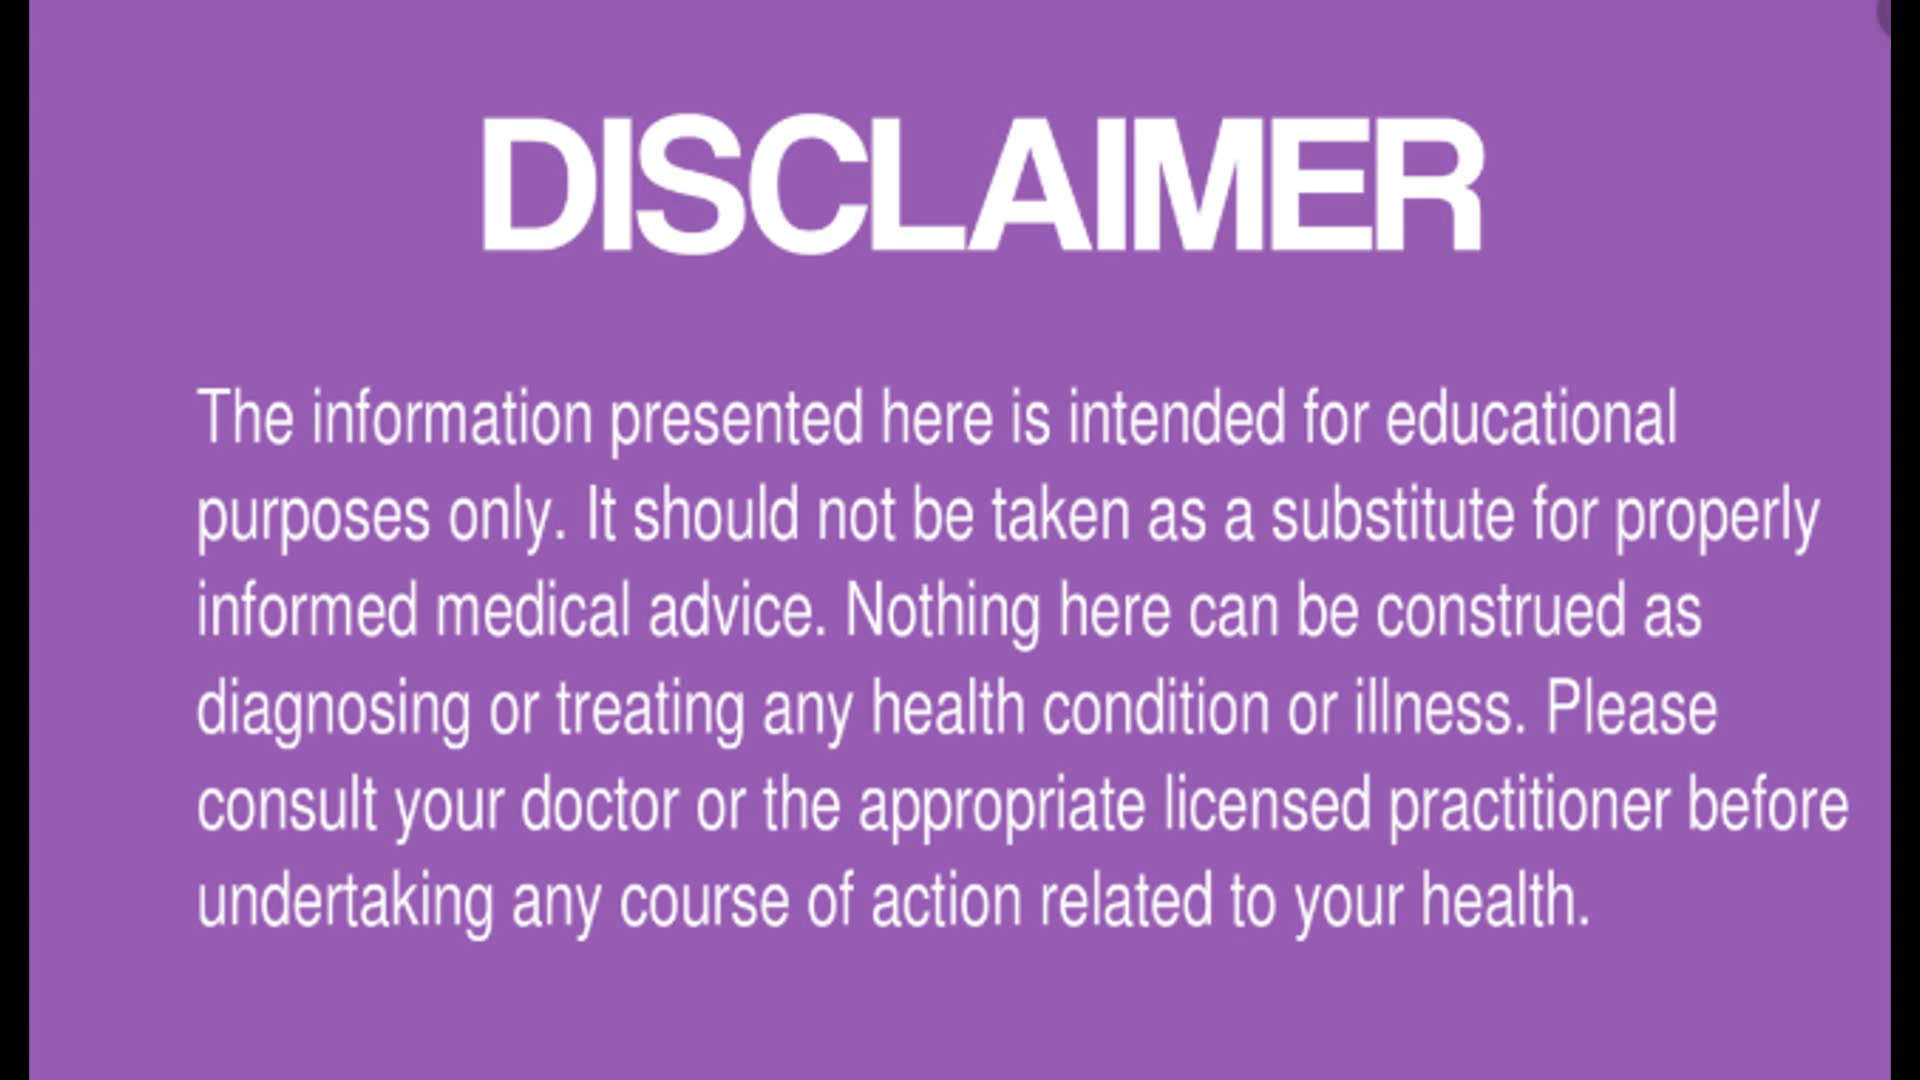 DISCLAIMER
The information presented here is intended for educational
purposes only. It should not be taken as a substitute for properly
informed medical advice. Nothing here can be construed as
diagnosing or treating any health condition or illness. Please
consult your doctor or the appropriate licensed practitioner before
undertaking any course of action related to your health.